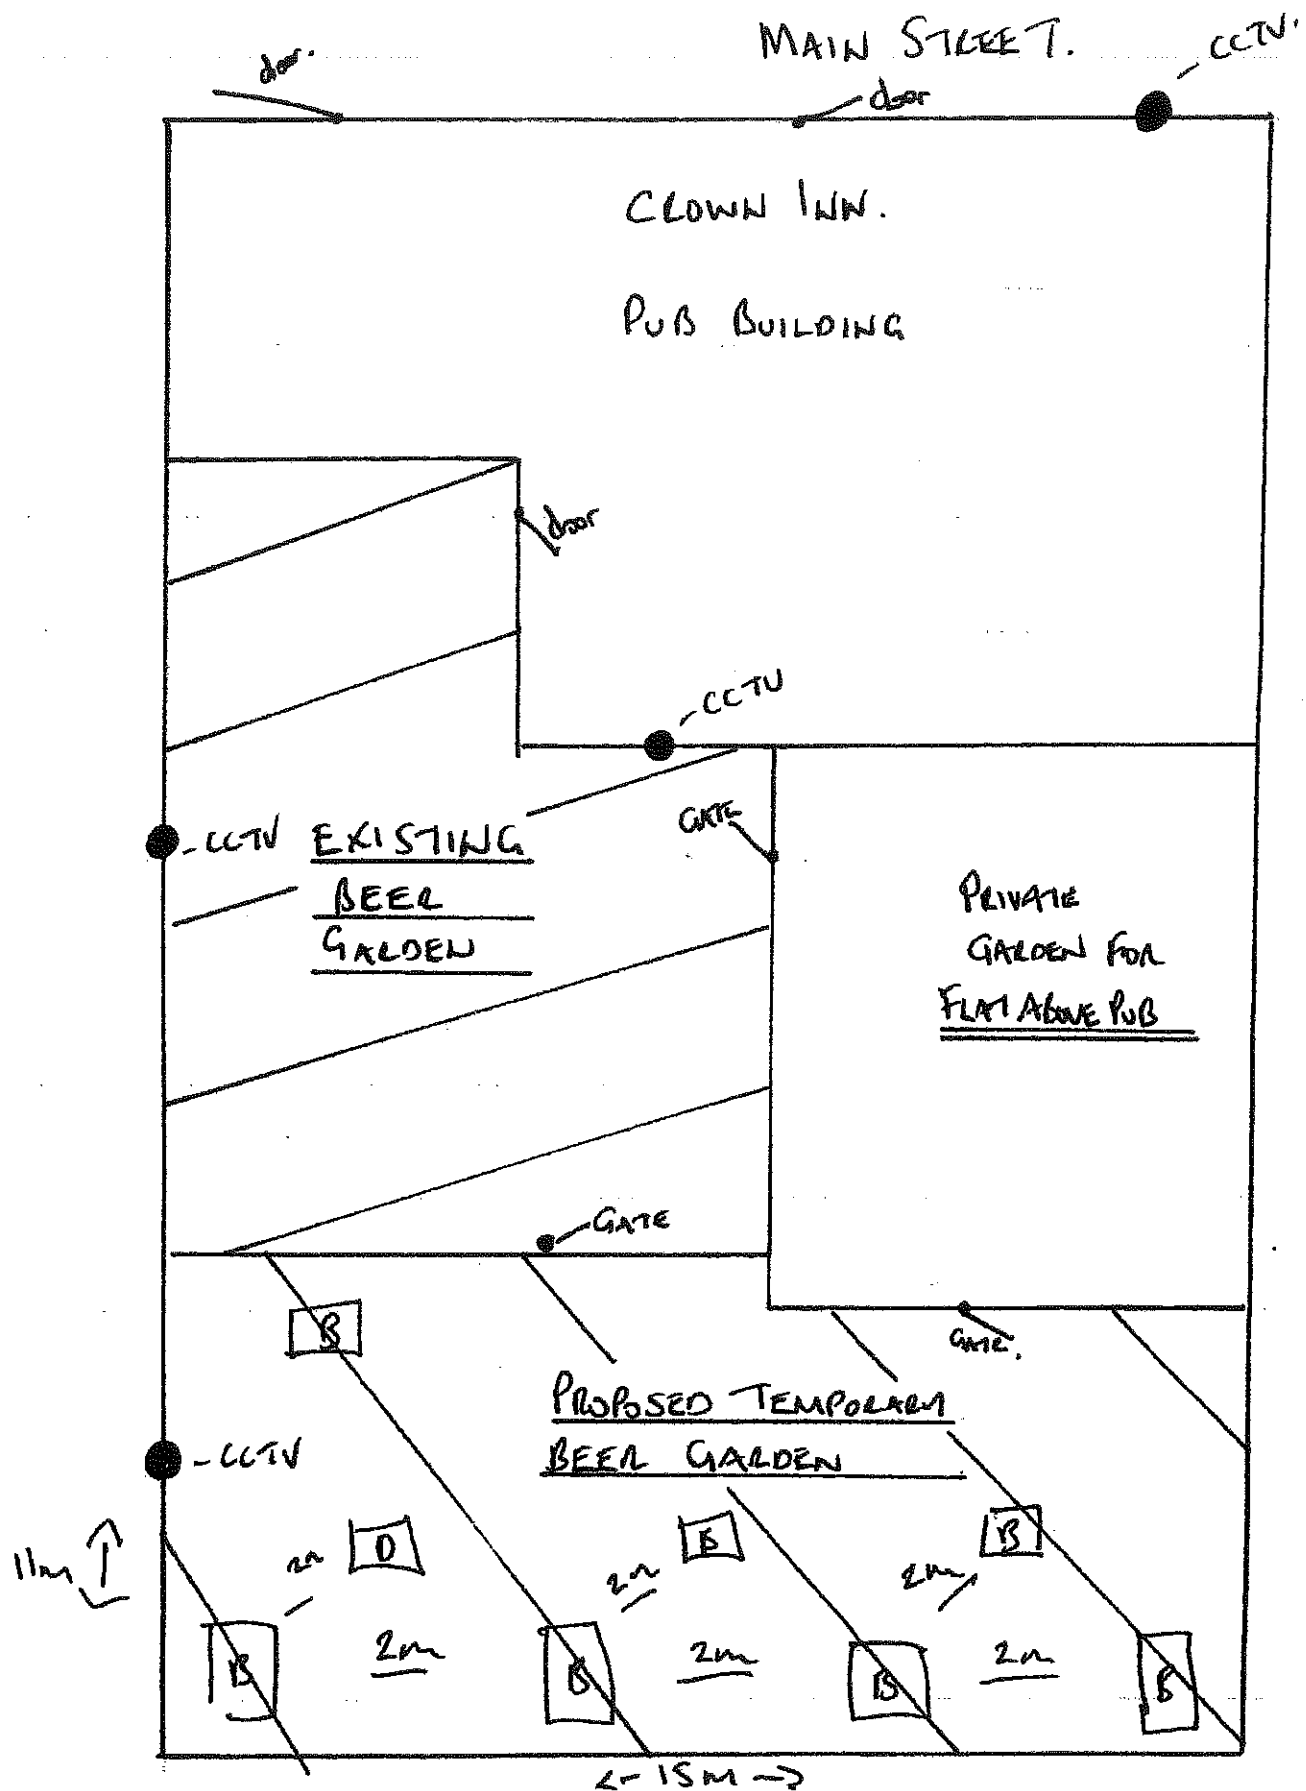 MAIN STREET.
CCTV.
door.
door
CROWN INN.
PUB BUILDING
door
CCTV
GATE
CCTV
EXISTING
BEER
GARDEN
PRIVATE
GARDEN FOR
FLAT ABOVE PUB
GATE
B
GATE.
PROPOSED TEMPORARY
BEER GARDEN
CCTV
11m
2m
D
2m
B
2m
B
B
2m
B
2m
B
2m
B
15m